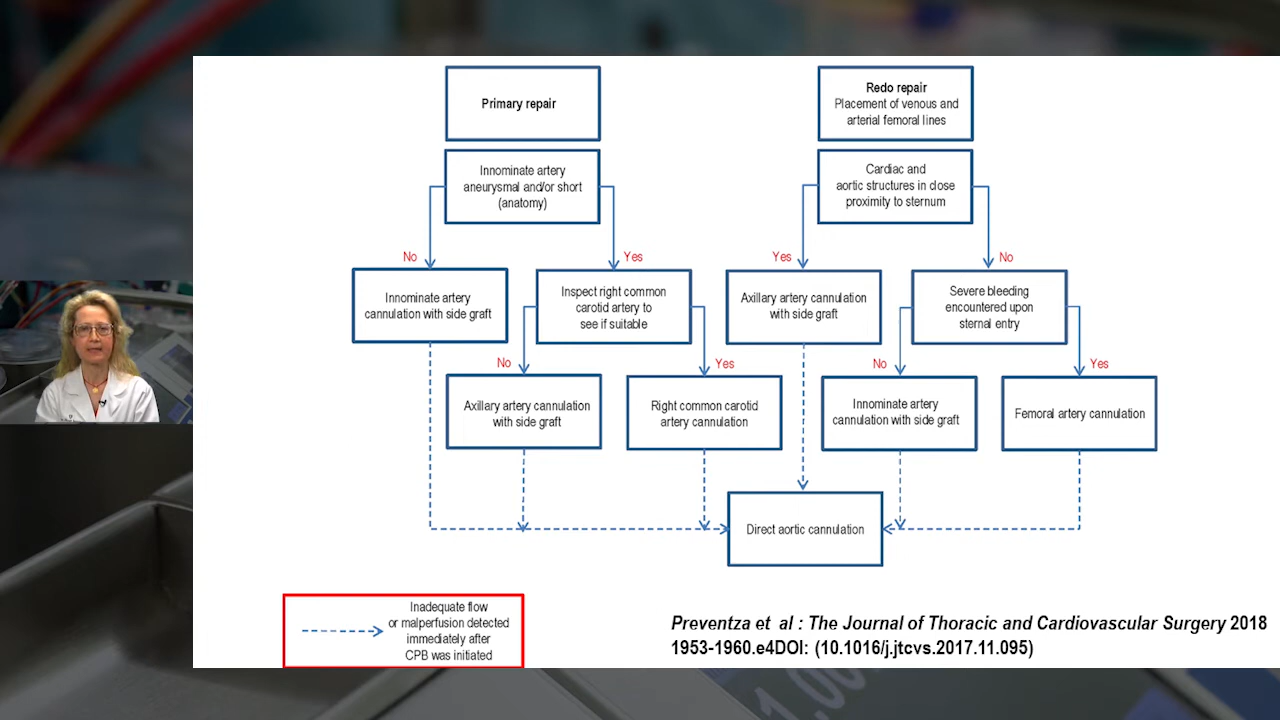 Primary repair
Redo repair
Placement of venous and
arterial femoral lines
Innominate artery
aneurysmal and/or short
(anatomy)
Cardiac and
aortic structures in close
proximity to sternum
No
Yes
Yes
No
Innominate artery
cannulation with side graft
Inspect right common
carotid artery to
see if suitable
Axillary artery cannulation
with side graft
Severe bleeding
encountered upon
sternal entry
No
Yes
No
Yes
Axillary artery cannulation
with side graft
Right common carotid
artery cannulation
Innominate artery
cannulation with side graft
Femoral artery cannulation
Direct aortic cannulation
Inadequate flow
or malperfusion detected
immediately after
CPB was initiated
Preventza et al : The Journal of Thoracic and Cardiovascular Surgery 2018
1953-1960.e4DOI: (10.1016/j.jtcvs.2017.11.095)